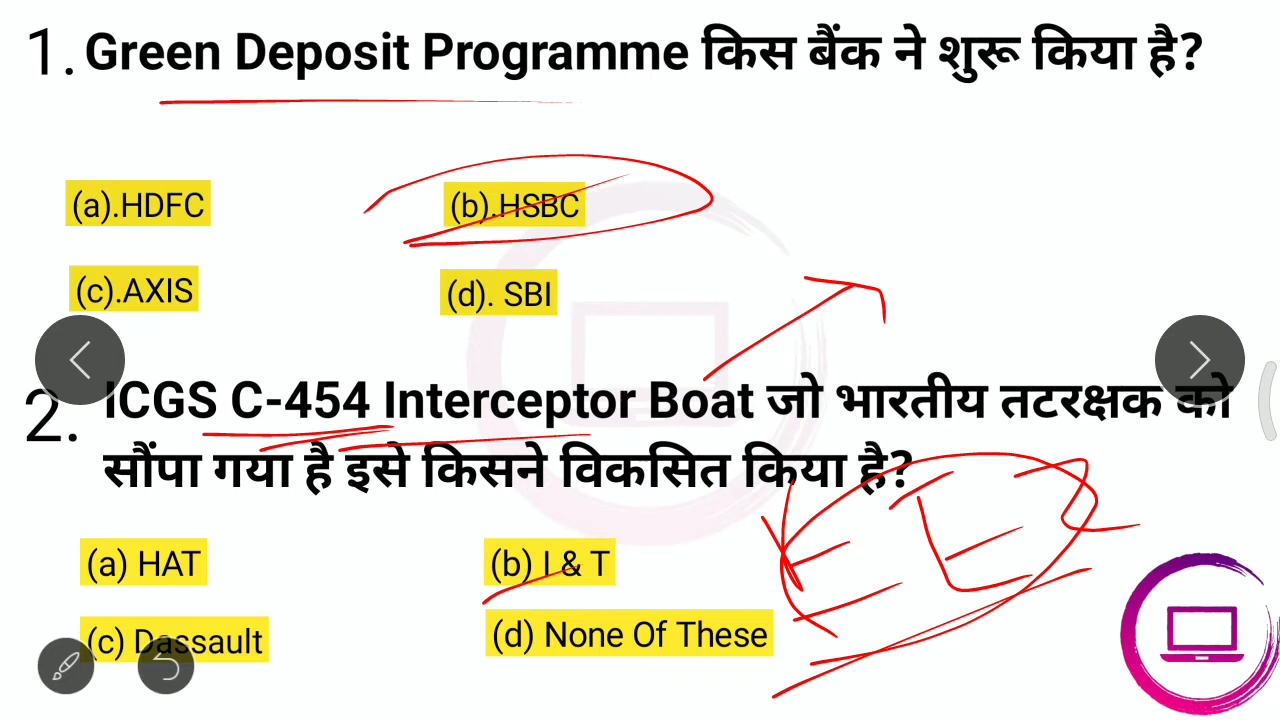 1. Green Deposit Programme किस बैंक ने शुरू किया है?
(a).HDFC (b).HSBC
(c).AXIS (d). SBI
2. ICGS C-454 Interceptor Boat जो भारतीय तटरक्षक को
सौंपा गया है इसे किसने विकसित किया है?
(a) HAT (b) I & T
(c) Dassault (d) None Of These